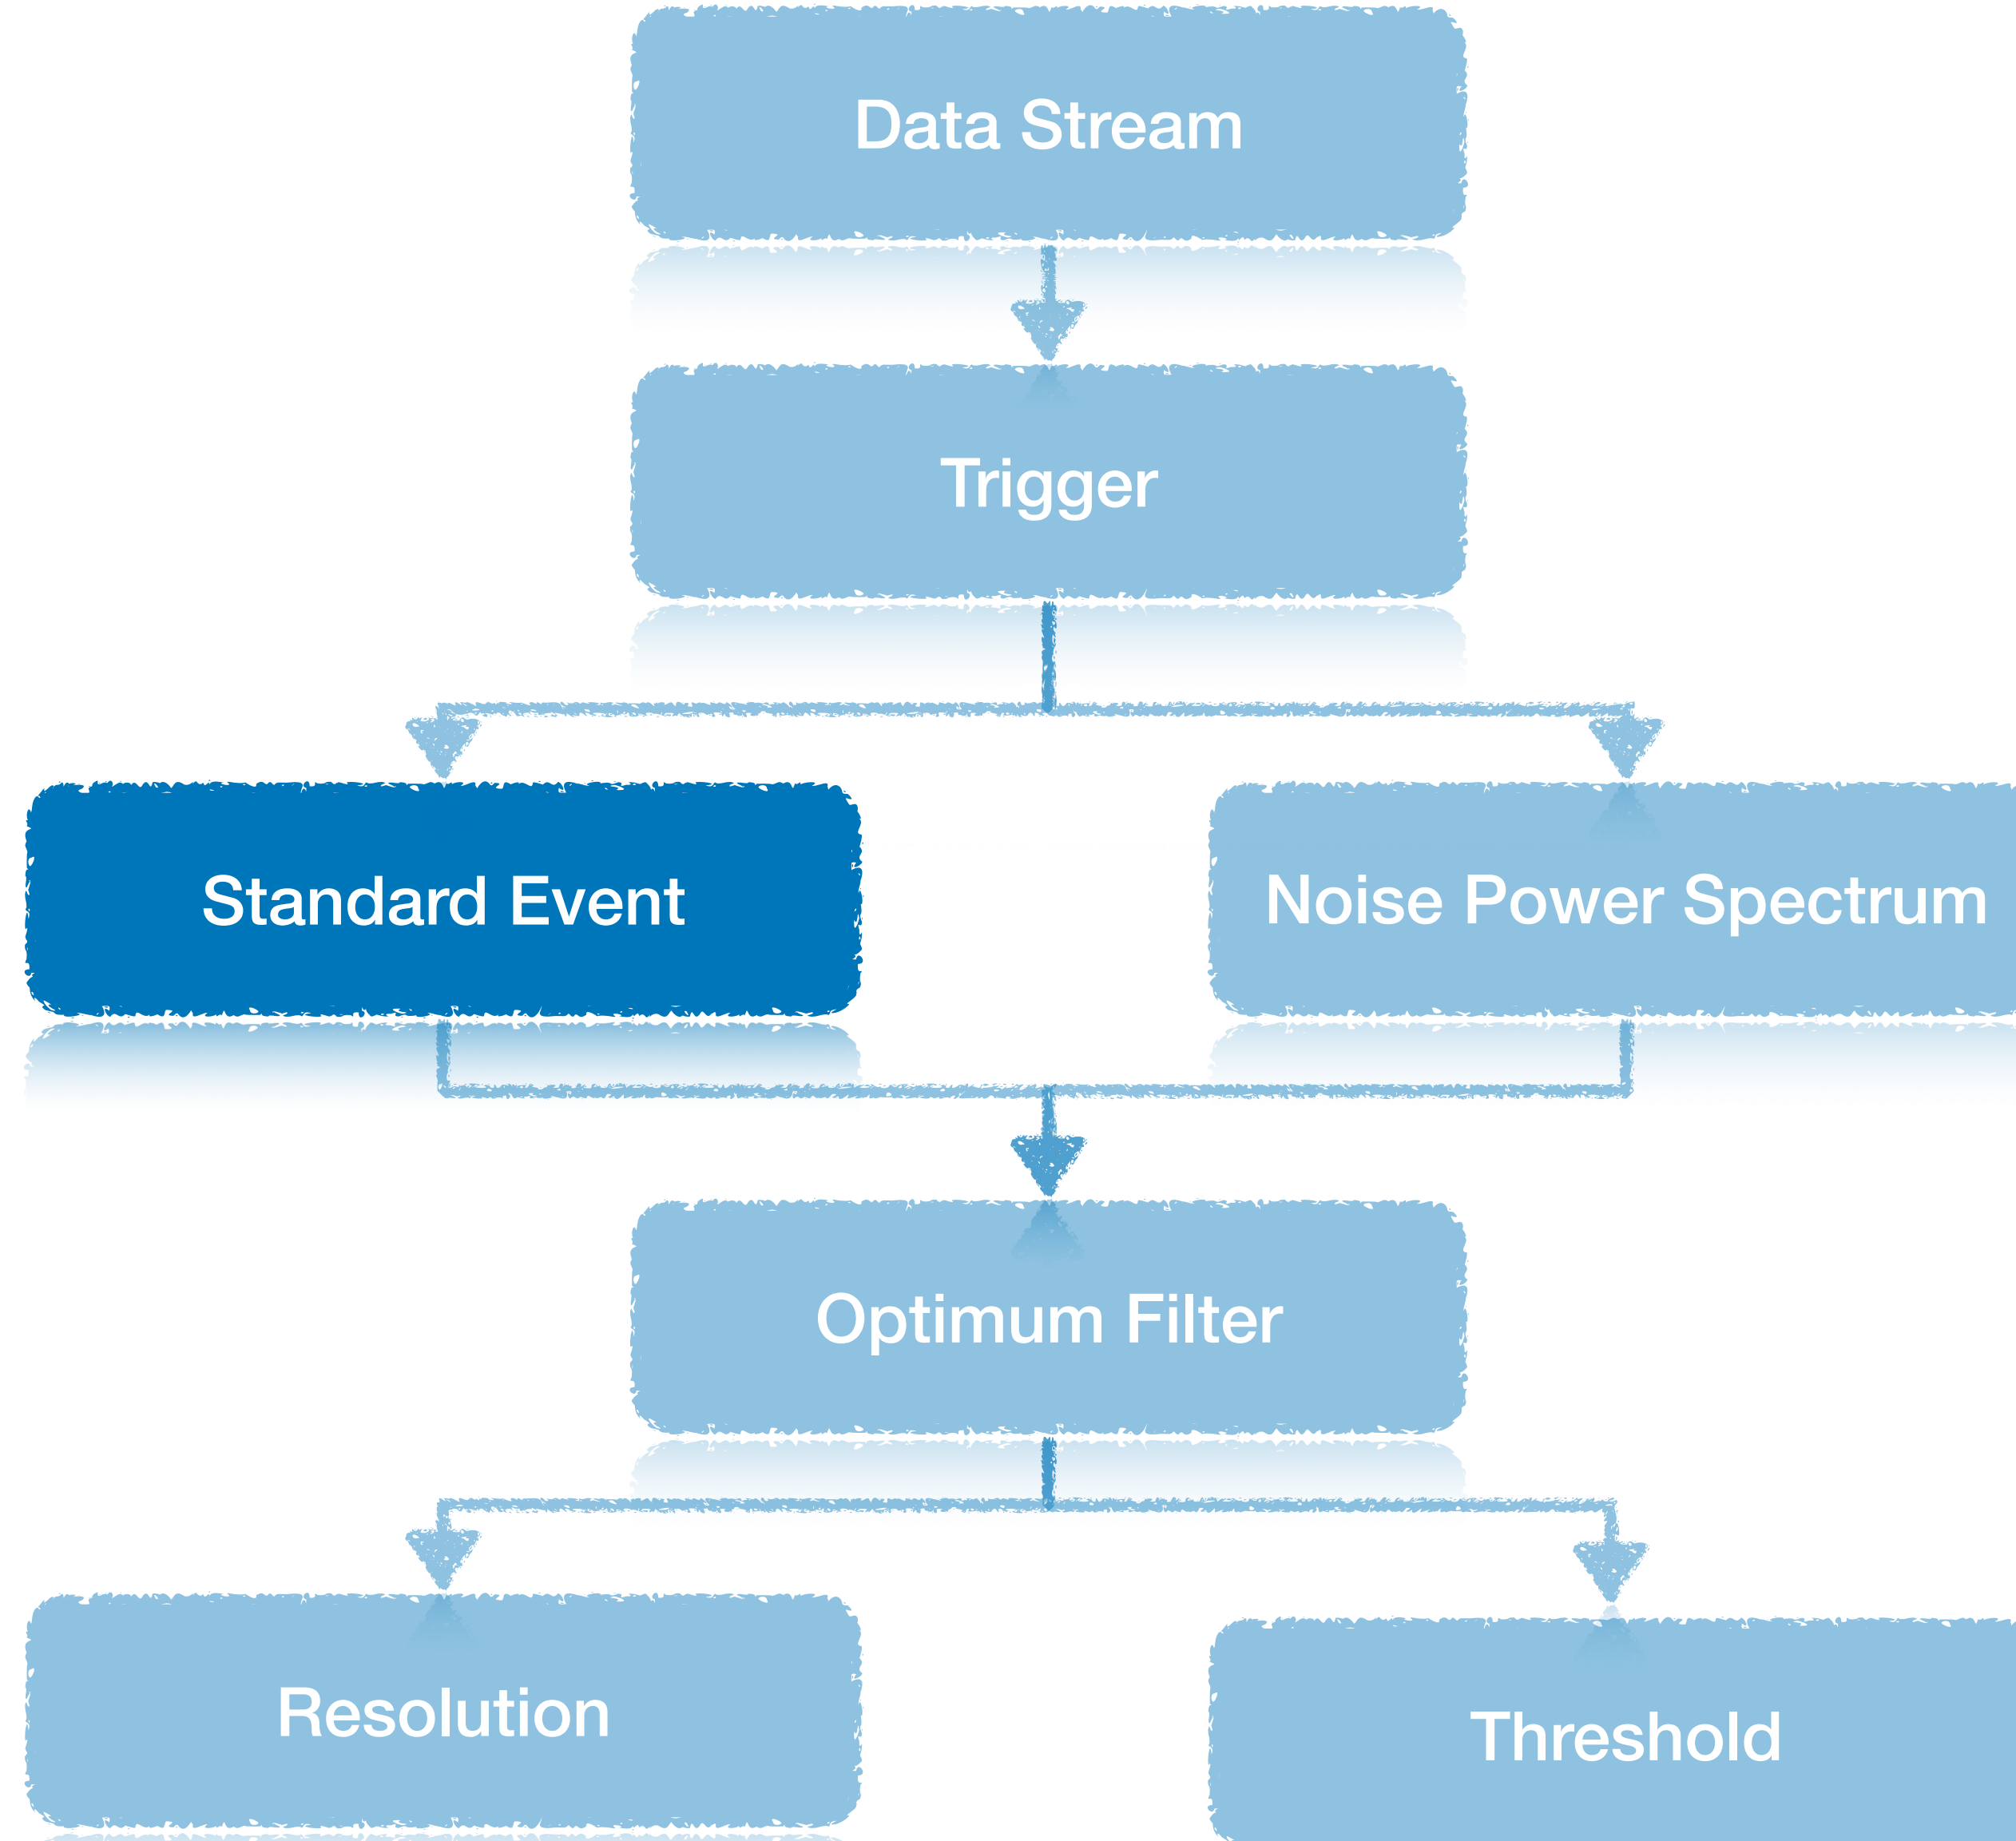 Data Stream
Trigger
Standard Event
Noise Power Spectrum
Optimum Filter
Resolution
Threshold